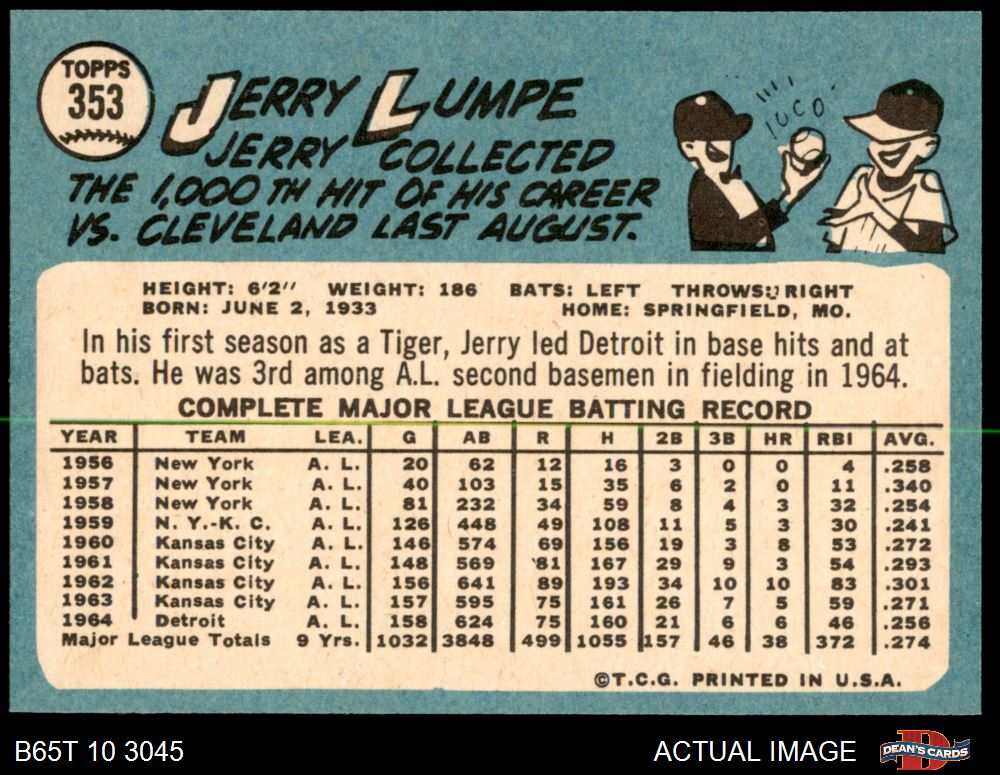 TOPPS
353
JERRY LUMPE
JERRY COLLECTED
THE 1,000 TH HIT OF HIS CAREER
VS. CLEVELAND LAST AUGUST.
1000
HEIGHT: 6'2" WEIGHT: 186 BATS: LEFT THROWS: RIGHT
BORN: JUNE 2, 1933 HOME: SPRINGFIELD, MO.
In his first season as a Tiger, Jerry led Detroit in base hits and at
bats. He was 3rd among A.L. second basemen in fielding in 1964.
COMPLETE MAJOR LEAGUE BATTING RECORD
YEAR TEAM LEA. G AB R H 2B 3B HR RBI AVG.
1956 New York A. L. 20 62 12 16 3 0 0 4 .258
1957 New York A. L. 40 103 15 35 6 2 0 11 .340
1958 New York A. L. 81 232 34 59 8 4 3 32 .254
1959 N. Y.-K. C. A. L. 126 448 49 108 11 5 3 30 .241
1960 Kansas City A. L. 146 574 69 156 19 3 8 53 .272
1961 Kansas City A. L. 148 569 81 167 29 9 3 54 .293
1962 Kansas City A. L. 156 641 89 193 34 10 10 83 .301
1963 Kansas City A. L. 157 595 75 161 26 7 5 59 .271
1964 Detroit A. L. 158 624 75 160 21 6 6 46 .256
Major League Totals 9 Yrs. 1032 3848 499 1055 157 46 38 372 .274
©T.C.G. PRINTED IN U.S.A.
B65T 10 3045 ACTUAL IMAGE DEAN'S CARDS